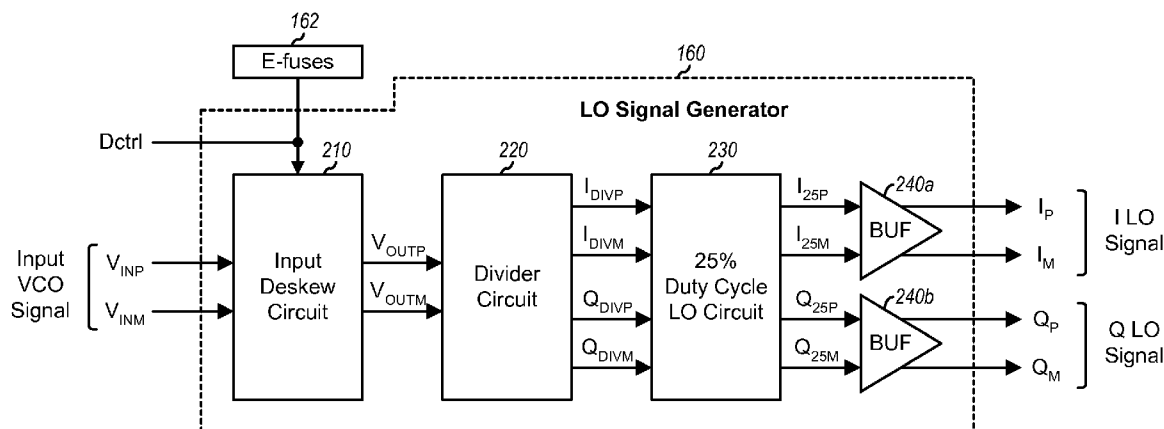 162
E-fuses
160
LO Signal Generator
Dctrl
210
220
230
Input
VCO
Signal
V_INP
V_INM
Input
Deskew
Circuit
V_OUTP
V_OUTM
Divider
Circuit
I_DIVP
I_DIVM
Q_DIVP
Q_DIVM
25%
Duty Cycle
LO Circuit
I_25P
I_25M
Q_25P
Q_25M
240a
BUF
240b
BUF
I_P
I_M
I LO
Signal
Q_P
Q_M
Q LO
Signal